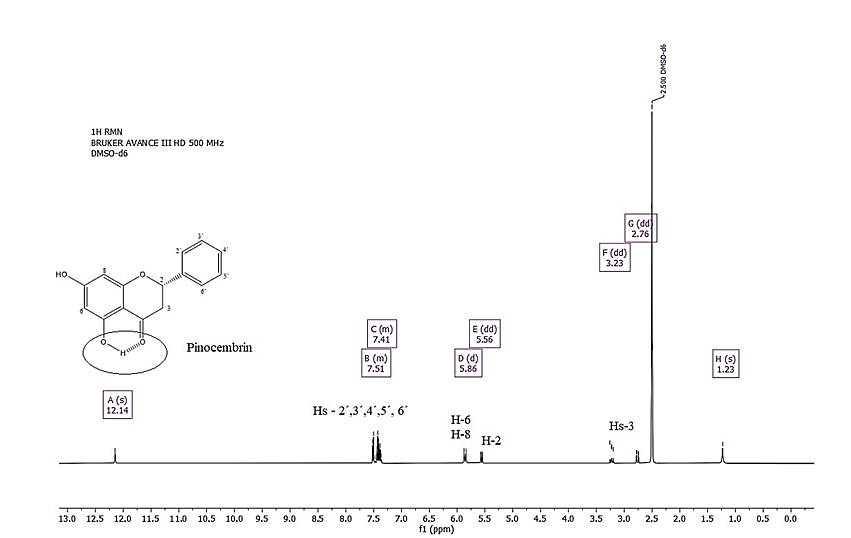 2.500 DMSO-d6
1H RMN
BRUKER AVANCE III HD 500 MHz
DMSO-d6
G (dd)
2.76
F (dd)
3.23
3´
2´
4´
8
HO
O
2
5´
6´
6
3
O
H
O
Pinocembrin
C (m)
7.41
E (dd)
5.56
B (m)
7.51
D (d)
5.86
H (s)
1.23
A (s)
12.14
Hs - 2´,3´,4´,5´, 6´
H-6
H-8
H-2
Hs-3
13.0 12.5 12.0 11.5 11.0 10.5 10.0 9.5 9.0 8.5 8.0 7.5 7.0 6.5 6.0 5.5 5.0 4.5 4.0 3.5 3.0 2.5 2.0 1.5 1.0 0.5 0.0
f1 (ppm)